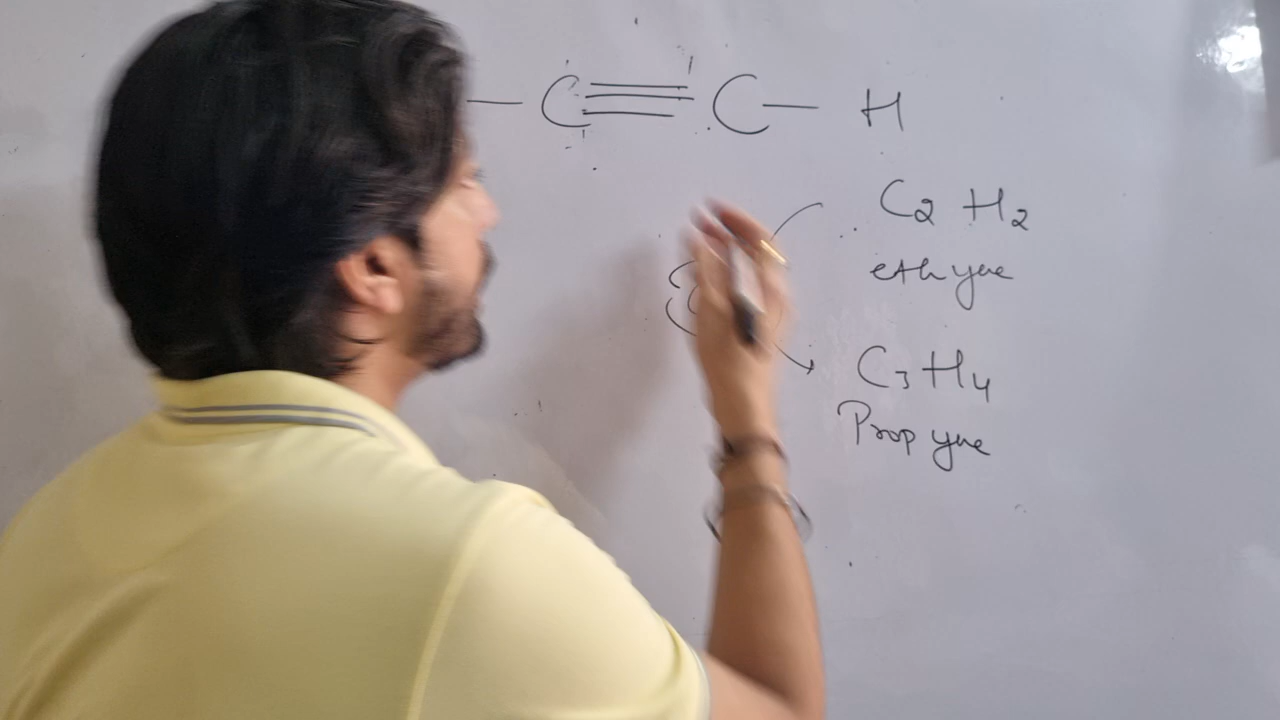 — C ≡ C — H
C₂ H₂
ethyne
C₃ H₄
Propyne